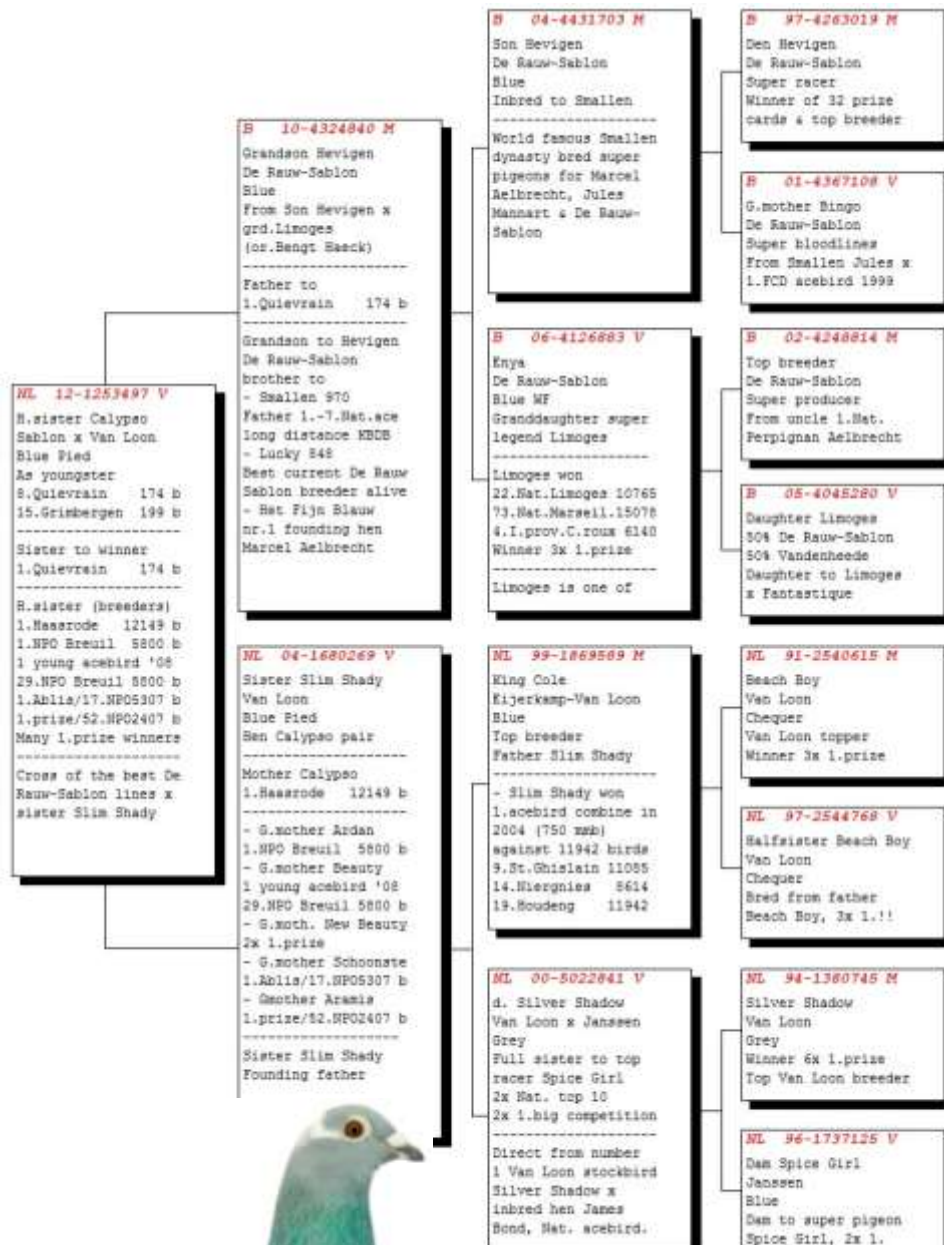 NL 12-1253497 V
H.sister Calypso
Sablon x Van Loon
Blue Pied
As youngster
8.Quievrain 174 b
15.Grimbergen 199 b
--------------------
Sister to winner
1.Quievrain 174 b
--------------------
H.sister (breeders)
1.Haasrode 12149 b
1.NPO Breuil 5800 b
1 young acebird '08
29.NPO Breuil 5800 b
1.Ablis/17.NPO5307 b
1.prize/52.NPO2407 b
Many 1.prize winners
--------------------
Cross of the best De
Rauw-Sablon lines x
sister Slim Shady
B 10-4324840 M
Grandson Hevigen
De Rauw-Sablon
Blue
From Son Hevigen x
grd.Limoges
(or.Bengt Haeck)
--------------------
Father to
1.Quievrain 174 b
--------------------
Grandson to Hevigen
De Rauw-Sablon
brother to
- Smallen 970
Father 1.-7.Nat.ace
long distance KBDB
- Lucky 848
Best current De Rauw
Sablon breeder alive
- Het Fijn Blauw
nr.1 founding hen
Marcel Aelbrecht
NL 04-1680269 V
Sister Slim Shady
Van Loon
Blue Pied
Hen Calypso pair
--------------------
Mother Calypso
1.Haasrode 12149 b
--------------------
- G.mother Ardan
1.NPO Breuil 5800 b
- G.mother Beauty
1 young acebird '08
29.NPO Breuil 5800 b
- G.moth. New Beauty
2x 1.prize
- G.mother Schoonste
1.Ablis/17.NPO5307 b
- Gmother Aramis
1.prize/52.NPO2407 b
--------------------
Sister Slim Shady
Founding father
B 04-4431703 M
Son Hevigen
De Rauw-Sablon
Blue
Inbred to Smallen
--------------------
World famous Smallen
dynasty bred super
pigeons for Marcel
Aelbrecht, Jules
Mannart & De Rauw-
Sablon
B 06-4126883 V
Enya
De Rauw-Sablon
Blue WF
Granddaughter super
legend Limoges
--------------------
Limoges won
22.Nat.Limoges 10765
73.Nat.Marseil.15078
4.I.prov.C.roux 6140
Winner 3x 1.prize
--------------------
Limoges is one of
NL 99-1869589 M
King Cole
Eijerkamp-Van Loon
Blue
Top breeder
Father Slim Shady
--------------------
- Slim Shady won
1.acebird combine in
2004 (750 mmb)
against 11942 birds
9.St.Ghislain 11085
14.Niergnies 8614
19.Houdeng 11942
NL 00-5022841 V
d. Silver Shadow
Van Loon x Janssen
Grey
Full sister to top
racer Spice Girl
2x Nat. top 10
2x 1.big competition
--------------------
Direct from number
1 Van Loon stockbird
Silver Shadow x
inbred hen James
Bond, Nat. acebird.
B 97-4263019 M
Den Hevigen
De Rauw-Sablon
Super racer
Winner of 32 prize
cards & top breeder
B 01-4367108 V
G.mother Bingo
De Rauw-Sablon
Super bloodlines
From Smallen Jules x
1.FCD acebird 1999
B 02-4248814 M
Top breeder
De Rauw-Sablon
Super producer
From uncle 1.Nat.
Perpignan Aelbrecht
B 05-4045280 V
Daughter Limoges
50% De Rauw-Sablon
50% Vandenheede
Daughter to Limoges
x Fantastique
NL 91-2540615 M
Beach Boy
Van Loon
Chequer
Van Loon topper
Winner 3x 1.prize
NL 97-2544768 V
Halfsister Beach Boy
Van Loon
Chequer
Bred from father
Beach Boy, 3x 1.!!
NL 94-1380745 M
Silver Shadow
Van Loon
Grey
Winner 6x 1.prize
Top Van Loon breeder
NL 96-1737125 V
Dam Spice Girl
Janssen
Blue
Dam to super pigeon
Spice Girl, 2x 1.